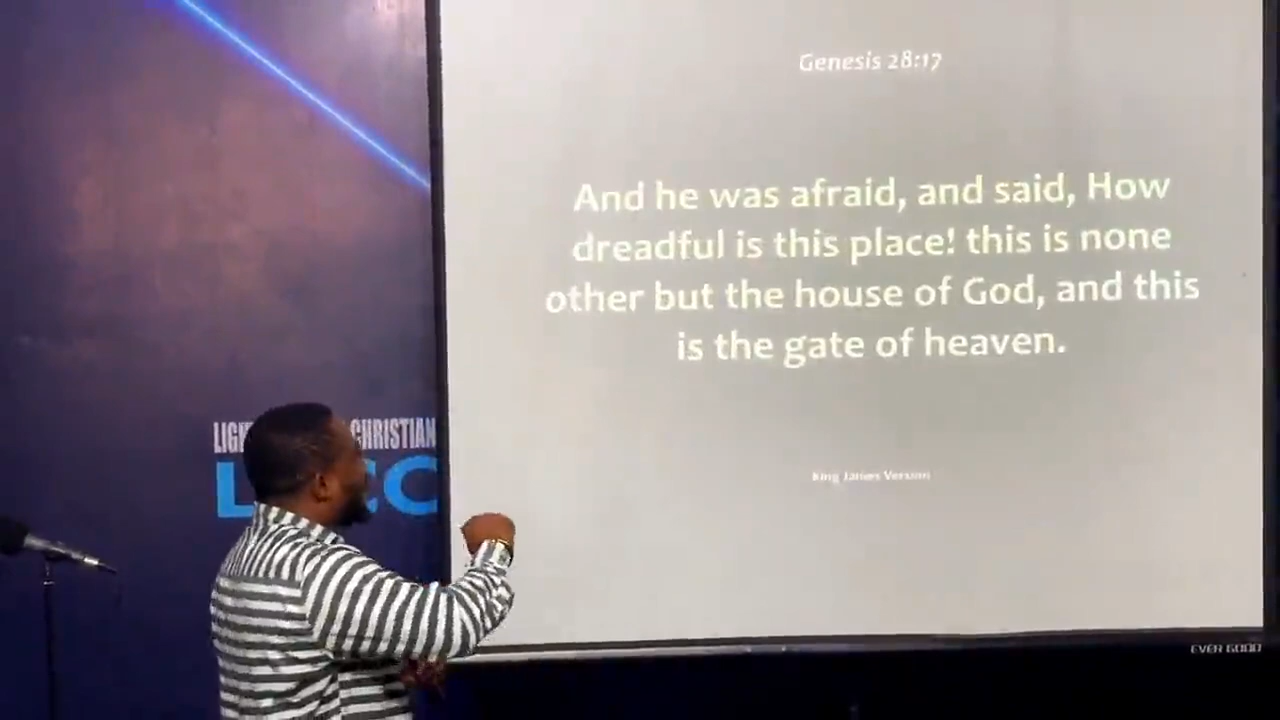 Genesis 28:17
And he was afraid, and said, How
dreadful is this place! this is none
other but the house of God, and this
is the gate of heaven.
King James Version
CHRISTIAN
EVER GOOD